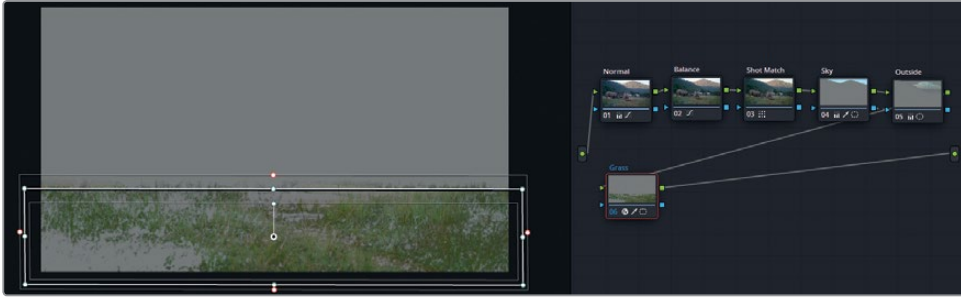 Normal
Balance
Shot Match
Sky
Outside
01
02
03
04
05
Grass
06